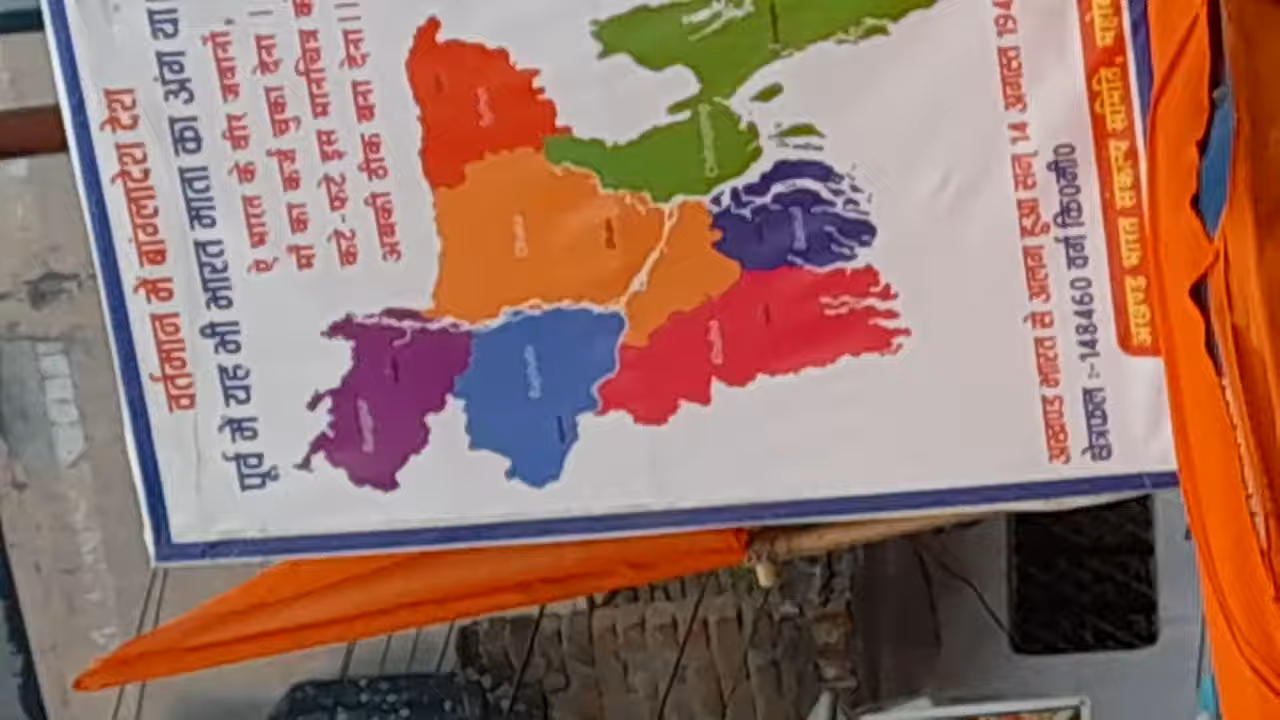 वर्तमान में बांग्लादेश देश
पूर्व में यह भी भारत माता का अंग था
ऐ भारत के वीर जवानों,
माँ का कर्ज चुका देना।
कटे-फटे इस मानचित्र क
अबकी ठीक बना देना।।
अखण्ड भारत से अलग हुआ सन् 14 अगस्त 194
क्षेत्रफल :-148460 वर्ग कि0मी0
अखण्ड भारत संकल्प समिति, महो